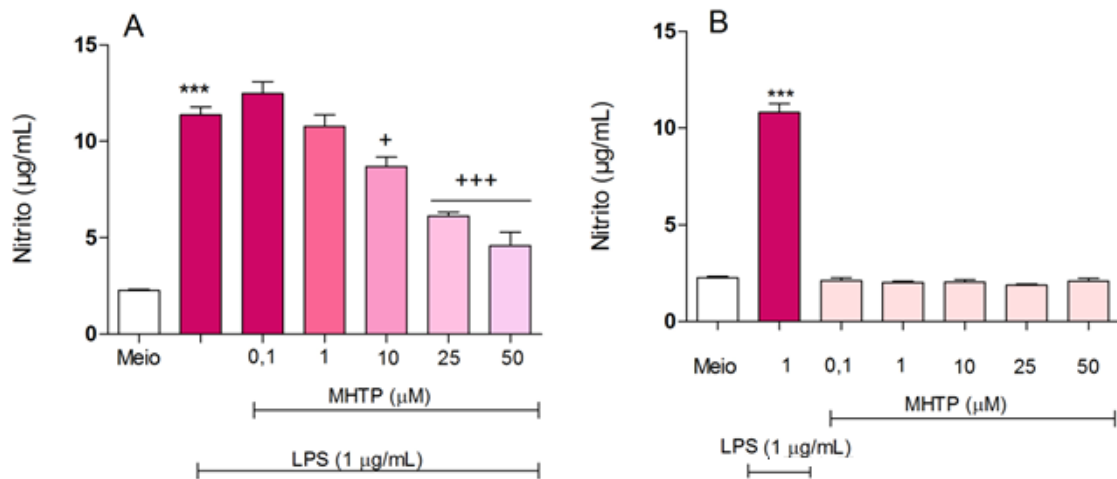 A
Nitrito (µg/mL)
15
10
5
0
***
+
+++
Meio 0,1 1 10 25 50
MHTP (µM)
LPS (1 µg/mL)
B
Nitrito (µg/mL)
15
10
5
0
***
Meio 1 0,1 1 10 25 50
MHTP (µM)
LPS (1 µg/mL)